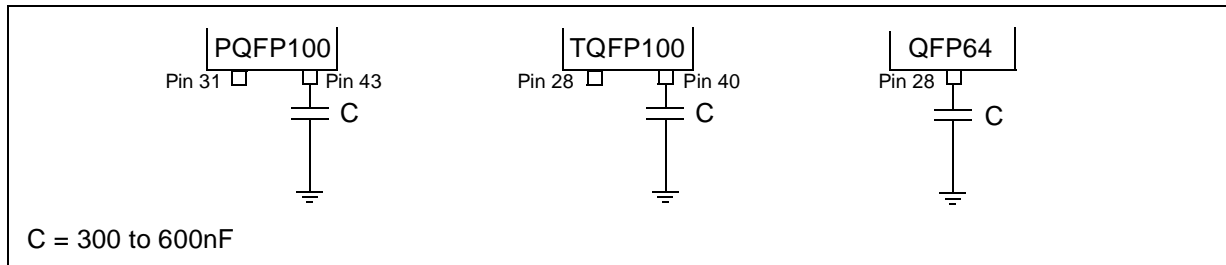 PQFP100
Pin 31
Pin 43
C
TQFP100
Pin 28
Pin 40
C
QFP64
Pin 28
C
C = 300 to 600nF